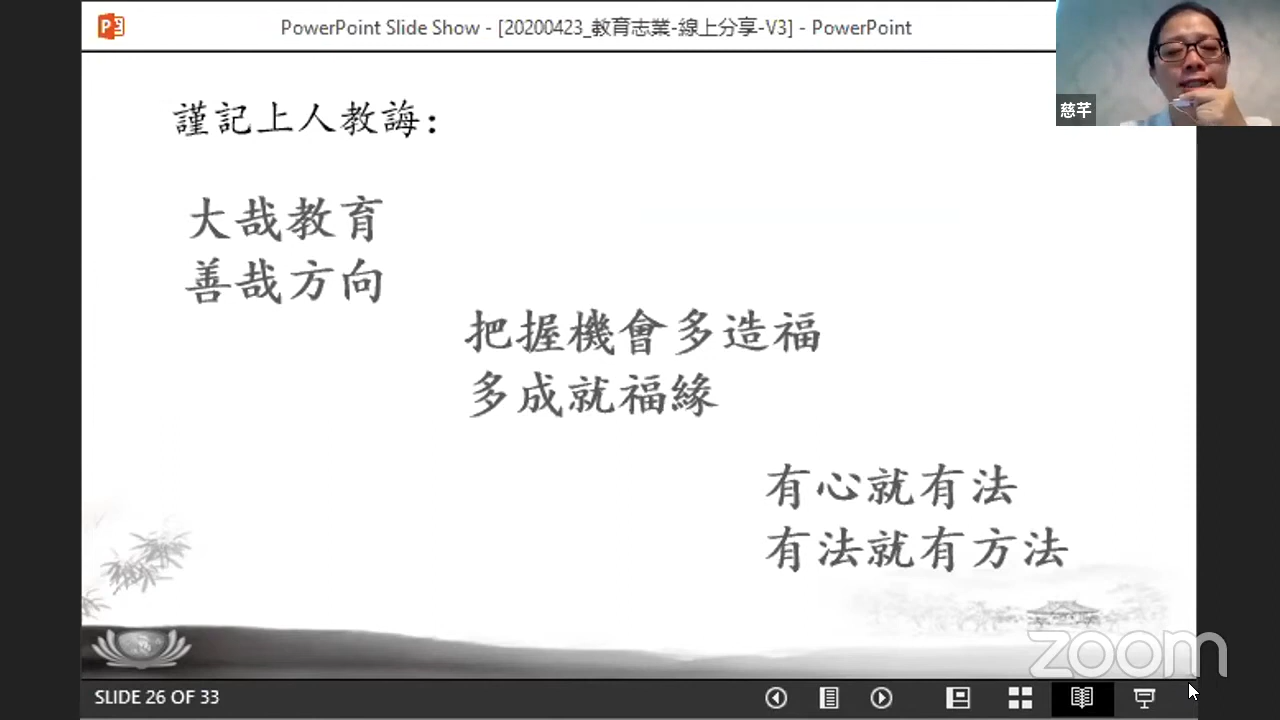 PowerPoint Slide Show - [20200423_教育志業-線上分享-V3] - PowerPoint
慈芊
謹記上人教誨：
大哉教育
善哉方向
把握機會多造福
多成就福緣
有心就有法
有法就有方法
zoom
SLIDE 26 OF 33